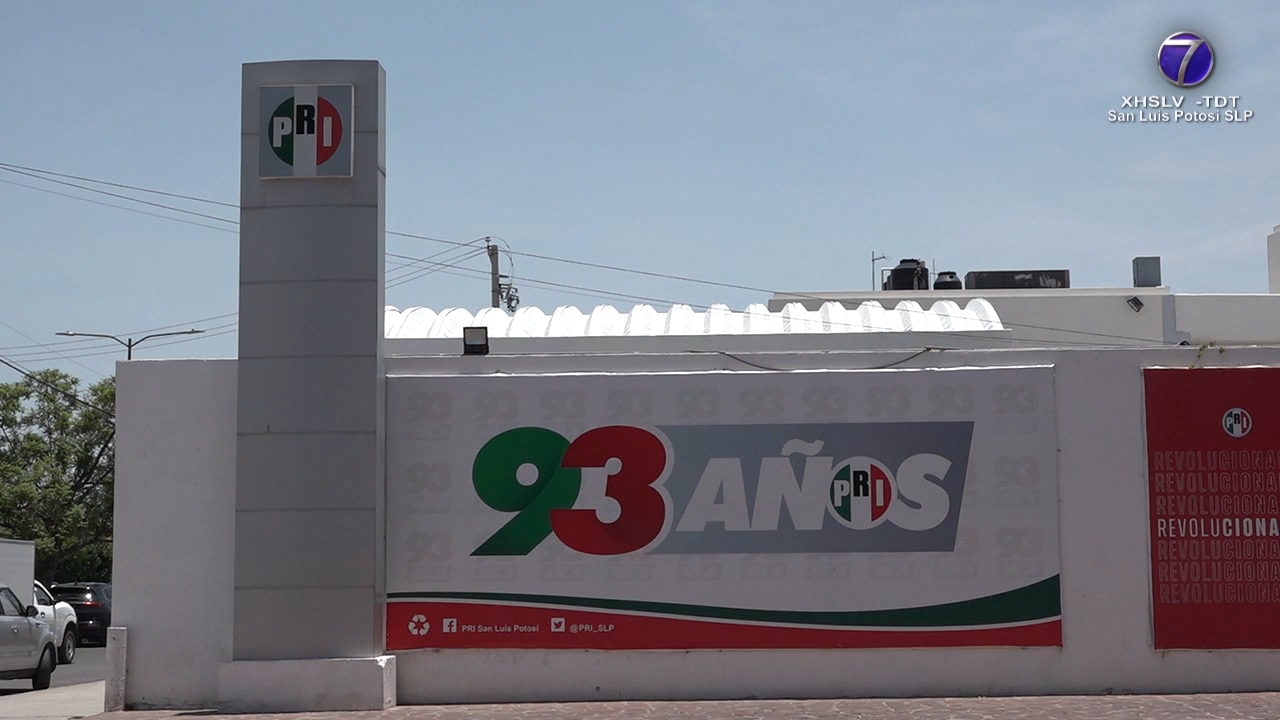 7
XHSLV -TDT
San Luis Potosí SLP
PRI
93 AÑOS
PRI
PRI San Luis Potosí @PRI_SLP
PRI
REVOLUCIONA
REVOLUCIONA
REVOLUCIONA
REVOLUCIONA
REVOLUCIONA
REVOLUCIONA
REVOLUCIONA